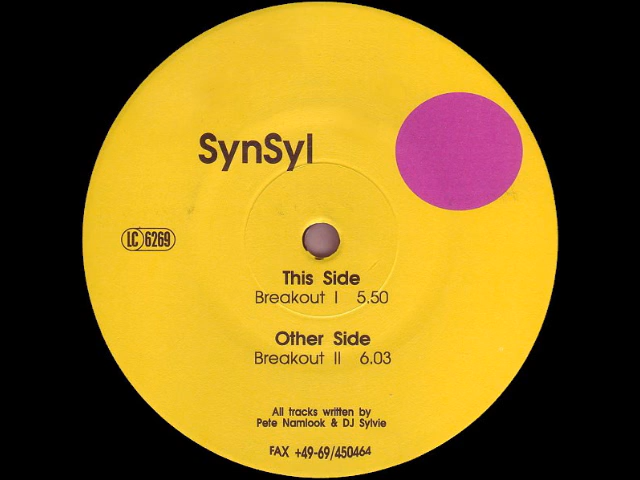 SynSyl
LC 6269
This Side
Breakout I 5.50
Other Side
Breakout II 6.03
All tracks written by
Pete Namlook & DJ Sylvie
FAX +49-69/450464